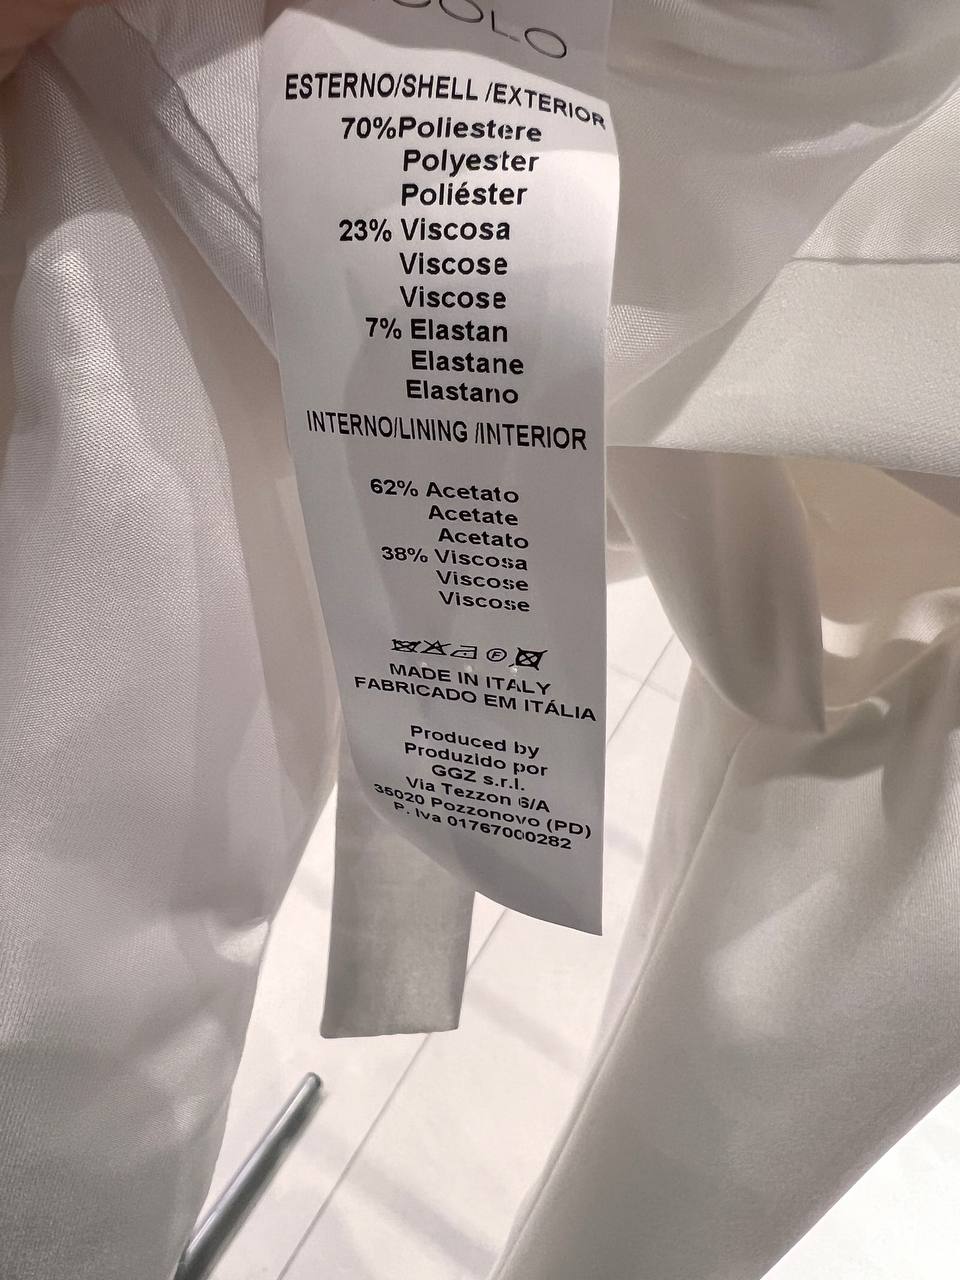 ESTERNO/SHELL /EXTERIOR
70%Poliestere
Polyester
Poliéster
23% Viscosa
Viscose
Viscose
7% Elastan
Elastane
Elastano
INTERNO/LINING /INTERIOR
62% Acetato
Acetate
Acetato
38% Viscosa
Viscose
Viscose
MADE IN ITALY
FABRICADO EM ITÁLIA
Produced by
Produzido por
GGZ s.r.l.
Via Tezzon 6/A
35020 Pozzonovo (PD)
P. Iva 01767000282